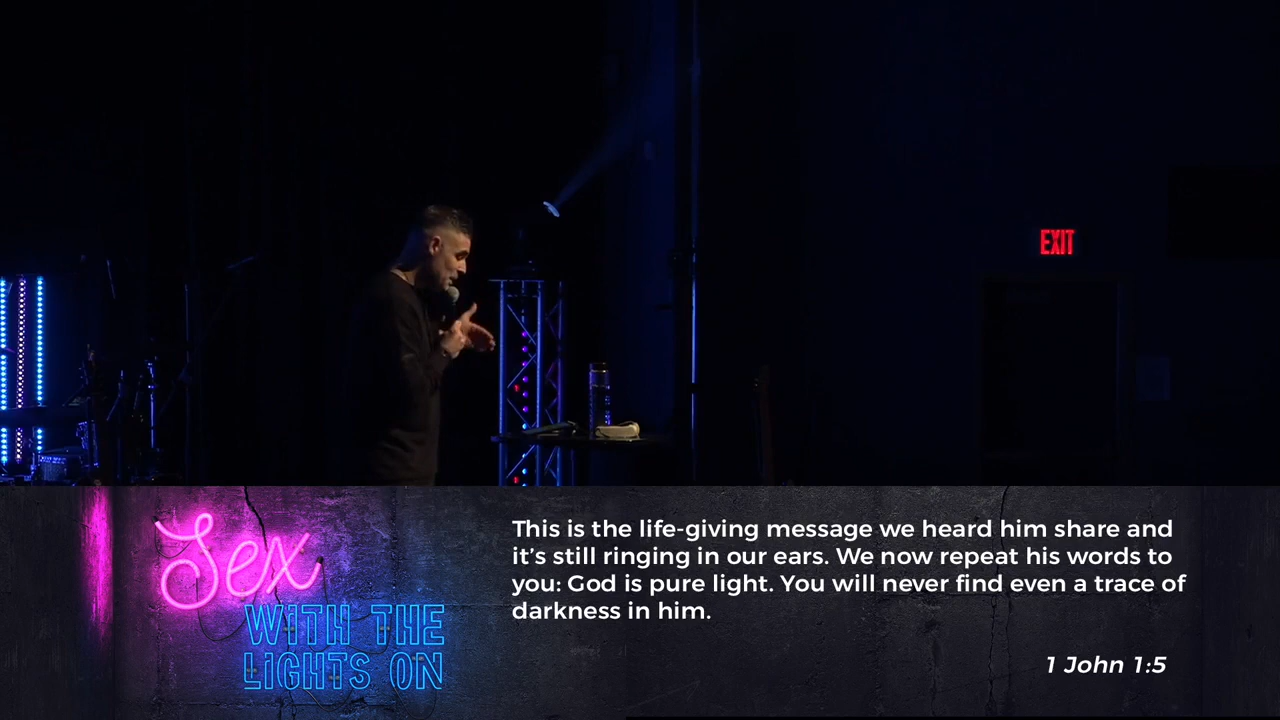 EXIT
Sex
WITH THE
LIGHTS ON
This is the life-giving message we heard him share and
it's still ringing in our ears. We now repeat his words to
you: God is pure light. You will never find even a trace of
darkness in him.
1 John 1:5